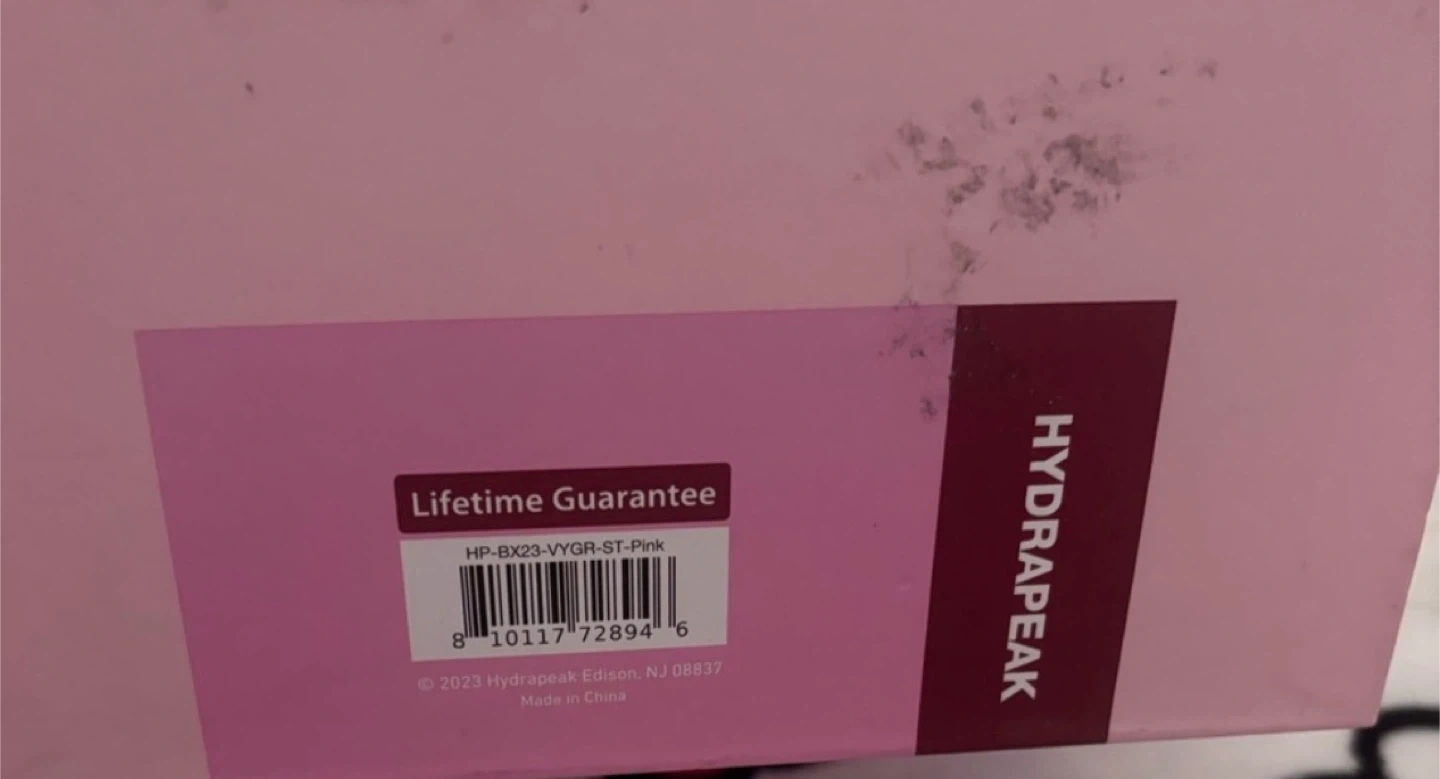 Lifetime Guarantee
HP-BX23-VYGR-ST-Pink
8 10117 72894 6
© 2023 Hydrapeak Edison, NJ 08837
Made in China
HYDRAPEAK